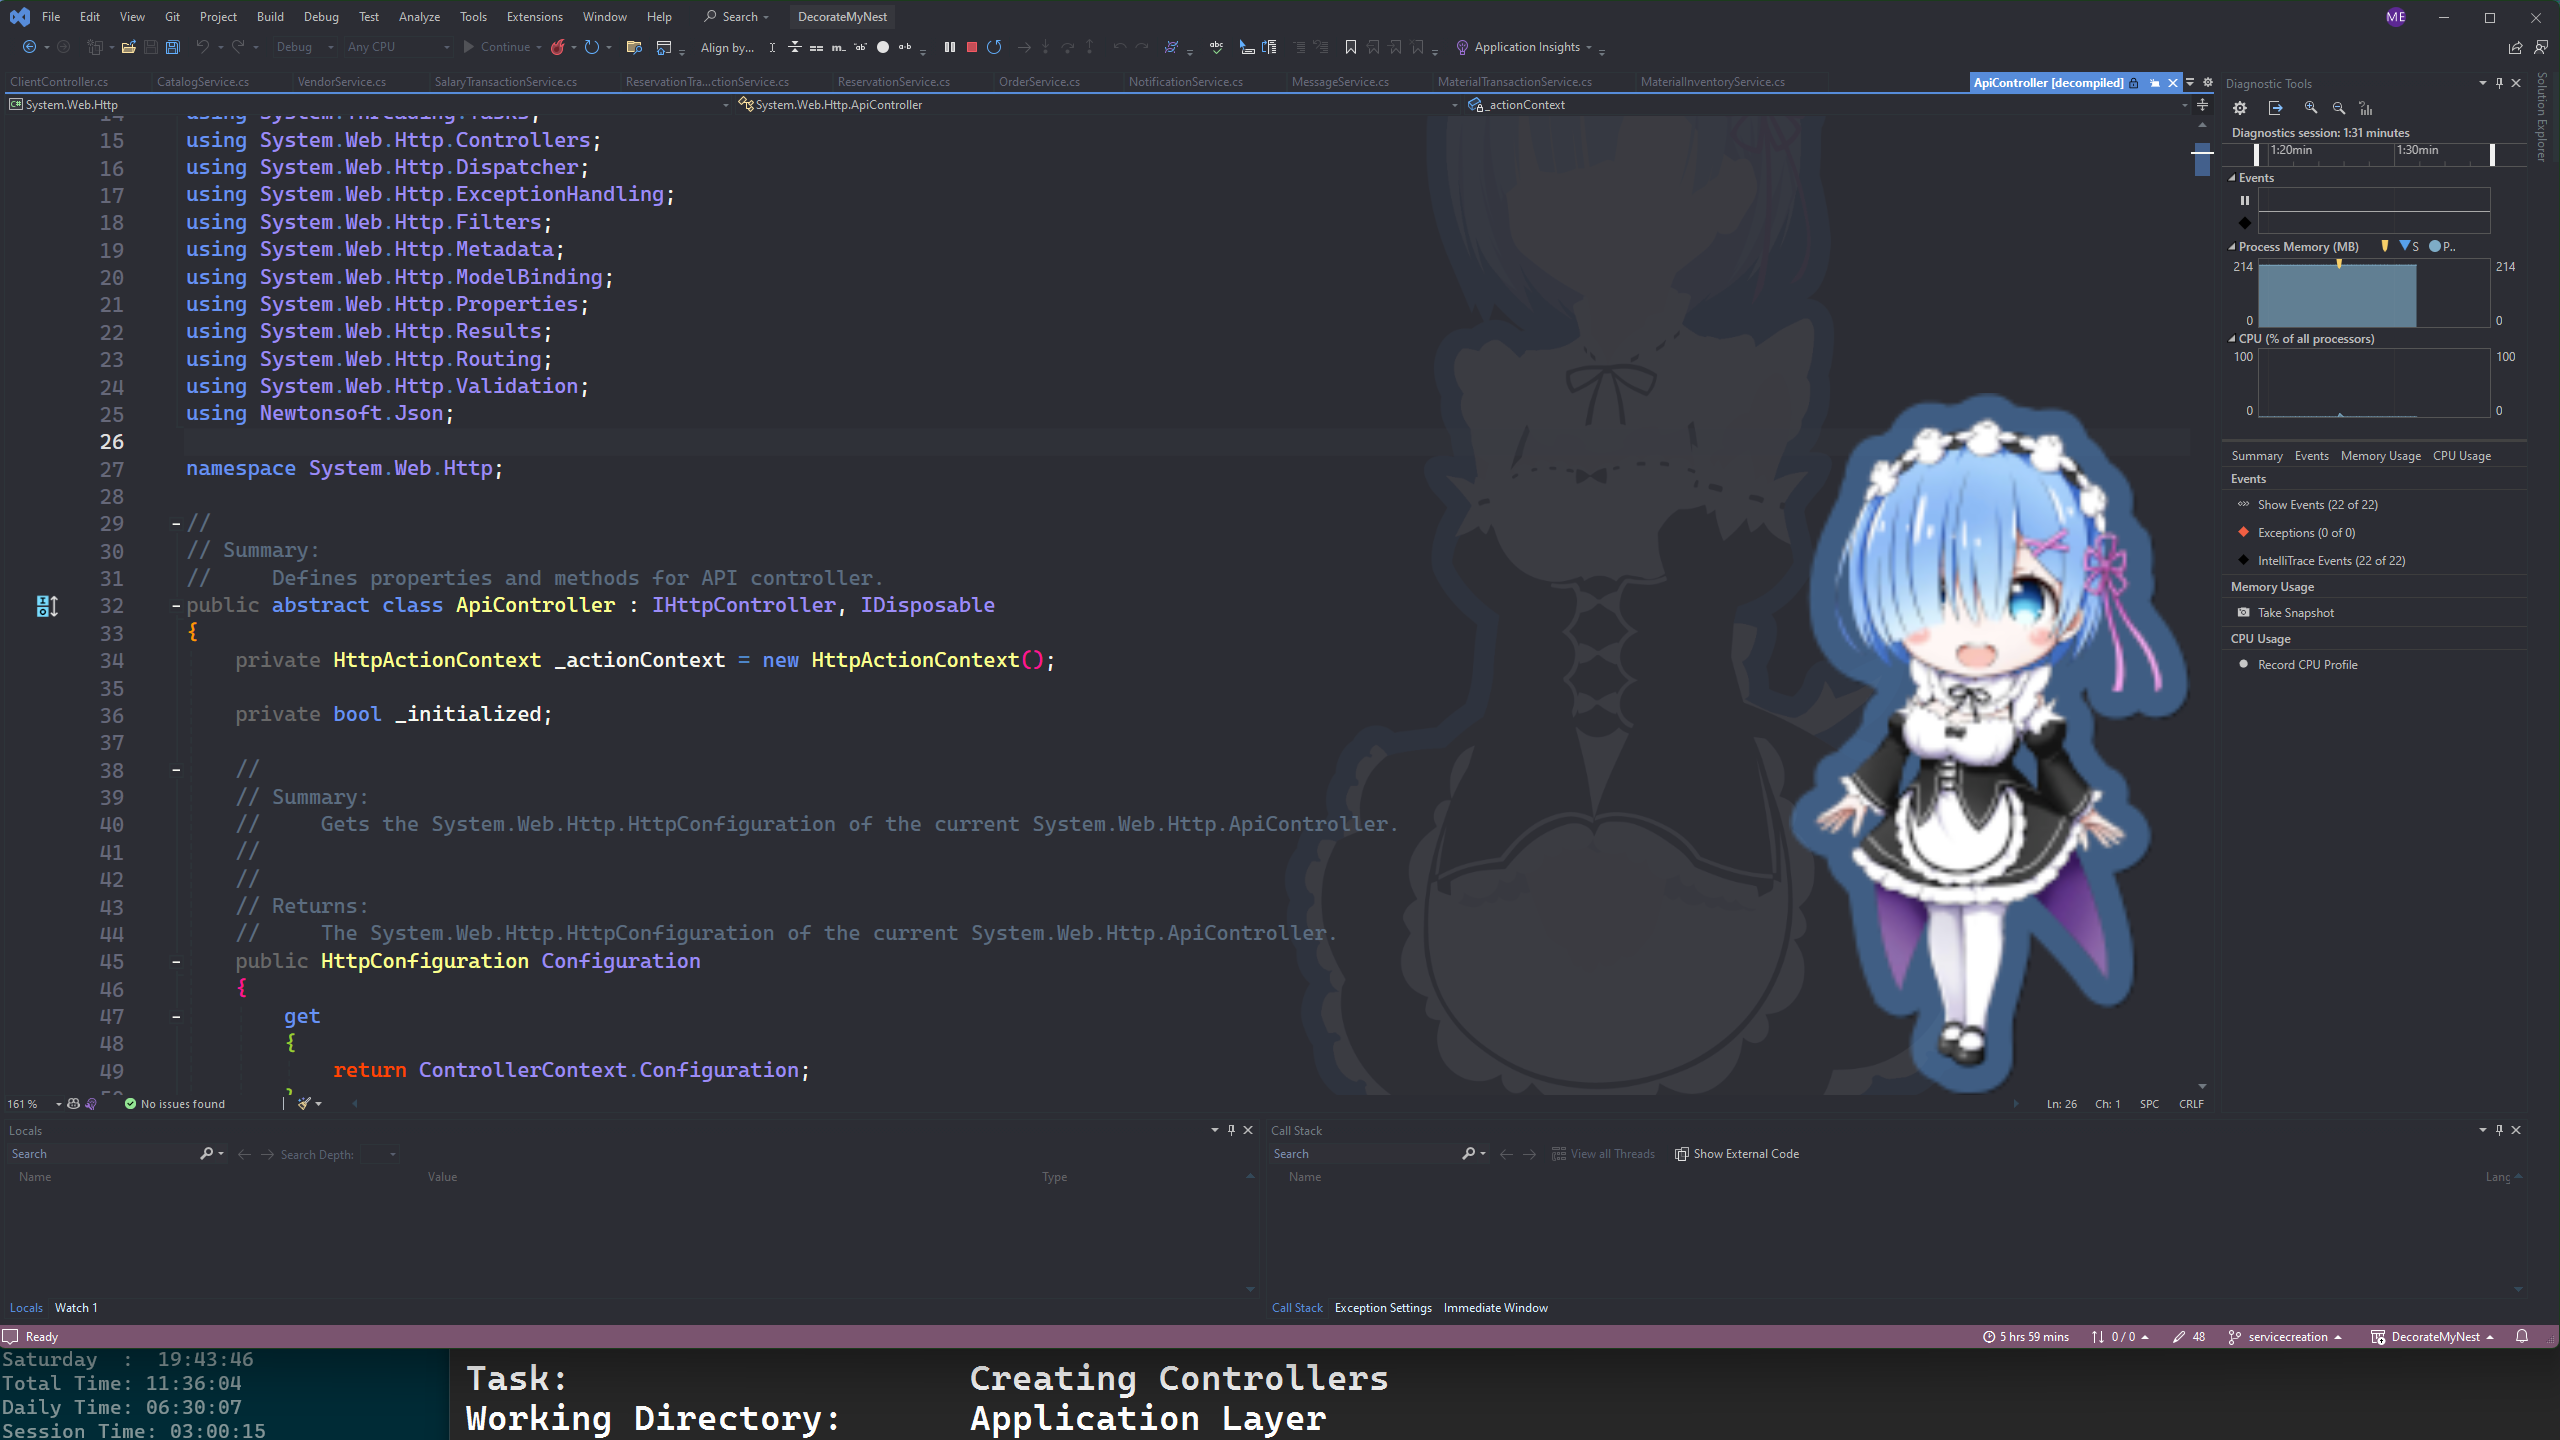 File Edit View Git Project Build Debug Test Analyze Tools Extensions Window Help Search DecorateMyNest ME
Debug Any CPU Continue Align by... Application Insights
ClientController.cs CatalogService.cs VendorService.cs SalaryTransactionService.cs ReservationTra...ctionService.cs ReservationService.cs OrderService.cs NotificationService.cs MessageService.cs MaterialTransactionService.cs MaterialInventoryService.cs ApiController [decompiled]
System.Web.Http System.Web.Http.ApiController _actionContext
14 using System.Threading.Tasks;
15 using System.Web.Http.Controllers;
16 using System.Web.Http.Dispatcher;
17 using System.Web.Http.ExceptionHandling;
18 using System.Web.Http.Filters;
19 using System.Web.Http.Metadata;
20 using System.Web.Http.ModelBinding;
21 using System.Web.Http.Properties;
22 using System.Web.Http.Results;
23 using System.Web.Http.Routing;
24 using System.Web.Http.Validation;
25 using Newtonsoft.Json;
26
27 namespace System.Web.Http;
28
29 //
30 // Summary:
31 //     Defines properties and methods for API controller.
32 public abstract class ApiController : IHttpController, IDisposable
33 {
34     private HttpActionContext _actionContext = new HttpActionContext();
35
36     private bool _initialized;
37
38     //
39     // Summary:
40     //     Gets the System.Web.Http.HttpConfiguration of the current System.Web.Http.ApiController.
41     //
42     //
43     // Returns:
44     //     The System.Web.Http.HttpConfiguration of the current System.Web.Http.ApiController.
45     public HttpConfiguration Configuration
46     {
47         get
48         {
49             return ControllerContext.Configuration;
50         }
161 % No issues found Ln: 26 Ch: 1 SPC CRLF
Diagnostic Tools
Solution Explorer
Diagnostics session: 1:31 minutes
1:20min 1:30min
Events
Process Memory (MB) S P..
214 214
0 0
CPU (% of all processors)
100 100
0 0
Summary Events Memory Usage CPU Usage
Events
Show Events (22 of 22)
Exceptions (0 of 0)
IntelliTrace Events (22 of 22)
Memory Usage
Take Snapshot
CPU Usage
Record CPU Profile
Locals
Search Search Depth:
Name Value Type
Locals Watch 1
Call Stack
Search View all Threads Show External Code
Name Lang
Call Stack Exception Settings Immediate Window
Ready 5 hrs 59 mins 0 / 0 48 servicecreation DecorateMyNest
Saturday  :  19:43:46
Total Time: 11:36:04
Daily Time: 06:30:07
Session Time: 03:00:15
Task: Creating Controllers
Working Directory: Application Layer